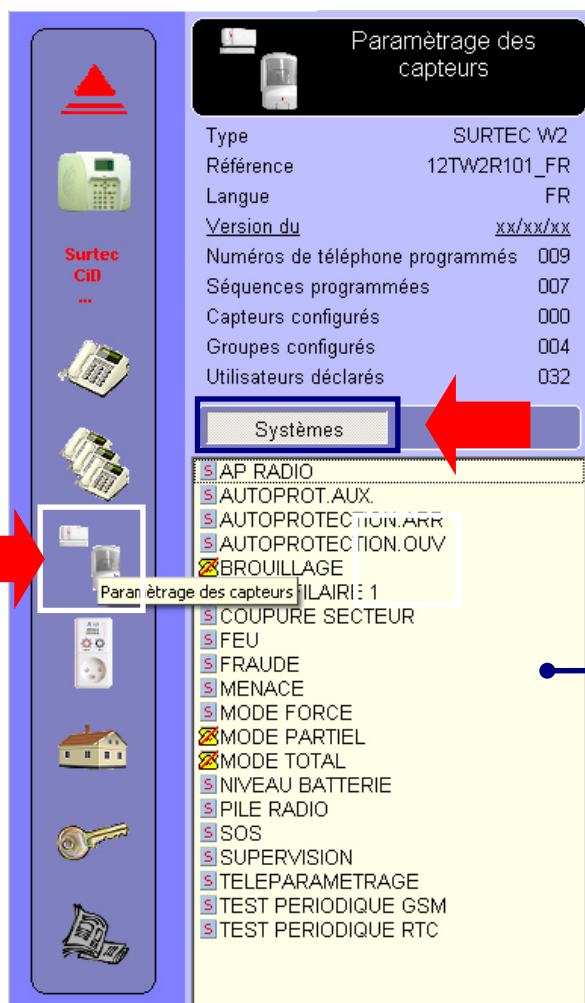 Paramètrage des
capteurs
Type SURTEC W2
Référence 12TW2R101_FR
Langue FR
Version du xx/xx/xx
Numéros de téléphone programmés 009
Séquences programmées 007
Capteurs configurés 000
Groupes configurés 004
Utilisateurs déclarés 032
Surtec
CiD
...
Systèmes
S AP RADIO
S AUTOPROT.AUX.
S AUTOPROTECTION.ARR
S AUTOPROTECTION.OUV
BROUILLAGE
Paramètrage des capteurs FILAIRE 1
S COUPURE SECTEUR
S FEU
S FRAUDE
S MENACE
S MODE FORCE
MODE PARTIEL
MODE TOTAL
S NIVEAU BATTERIE
S PILE RADIO
S SOS
S SUPERVISION
S TELEPARAMETRAGE
S TEST PERIODIQUE GSM
S TEST PERIODIQUE RTC